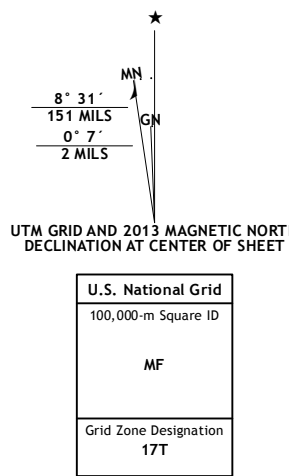 MN
GN
8° 31´
151 MILS
0° 7´
2 MILS
UTM GRID AND 2013 MAGNETIC NORT
DECLINATION AT CENTER OF SHEET
U.S. National Grid
100,000-m Square ID
MF
Grid Zone Designation
17T